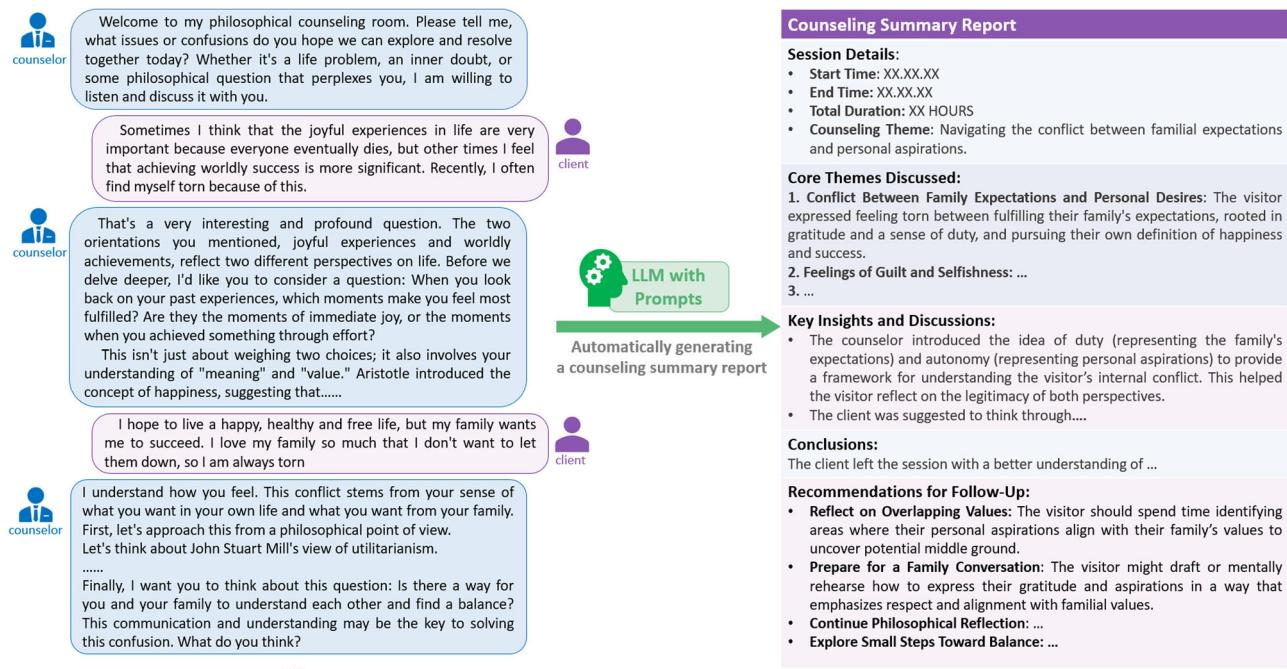 counselor
Welcome to my philosophical counseling room. Please tell me,
what issues or confusions do you hope we can explore and resolve
together today? Whether it's a life problem, an inner doubt, or
some philosophical question that perplexes you, I am willing to
listen and discuss it with you.
Sometimes I think that the joyful experiences in life are very
important because everyone eventually dies, but other times I feel
that achieving worldly success is more significant. Recently, I often
find myself torn because of this.
client
counselor
That's a very interesting and profound question. The two
orientations you mentioned, joyful experiences and worldly
achievements, reflect two different perspectives on life. Before we
delve deeper, I'd like you to consider a question: When you look
back on your past experiences, which moments make you feel most
fulfilled? Are they the moments of immediate joy, or the moments
when you achieved something through effort?
This isn't just about weighing two choices; it also involves your
understanding of "meaning" and "value." Aristotle introduced the
concept of happiness, suggesting that......
I hope to live a happy, healthy and free life, but my family wants
me to succeed. I love my family so much that I don't want to let
them down, so I am always torn
client
counselor
I understand how you feel. This conflict stems from your sense of
what you want in your own life and what you want from your family.
First, let's approach this from a philosophical point of view.
Let's think about John Stuart Mill's view of utilitarianism.
......
Finally, I want you to think about this question: Is there a way for
you and your family to understand each other and find a balance?
This communication and understanding may be the key to solving
this confusion. What do you think?
LLM with
Prompts
Automatically generating
a counseling summary report
Counseling Summary Report
Session Details:
• Start Time: XX.XX.XX
• End Time: XX.XX.XX
• Total Duration: XX HOURS
• Counseling Theme: Navigating the conflict between familial expectations
and personal aspirations.
Core Themes Discussed:
1. Conflict Between Family Expectations and Personal Desires: The visitor
expressed feeling torn between fulfilling their family's expectations, rooted in
gratitude and a sense of duty, and pursuing their own definition of happiness
and success.
2. Feelings of Guilt and Selfishness: ...
3. ...
Key Insights and Discussions:
• The counselor introduced the idea of duty (representing the family's
expectations) and autonomy (representing personal aspirations) to provide
a framework for understanding the visitor's internal conflict. This helped
the visitor reflect on the legitimacy of both perspectives.
• The client was suggested to think through....
Conclusions:
The client left the session with a better understanding of ...
Recommendations for Follow-Up:
• Reflect on Overlapping Values: The visitor should spend time identifying
areas where their personal aspirations align with their family's values to
uncover potential middle ground.
• Prepare for a Family Conversation: The visitor might draft or mentally
rehearse how to express their gratitude and aspirations in a way that
emphasizes respect and alignment with familial values.
• Continue Philosophical Reflection: ...
• Explore Small Steps Toward Balance: ...